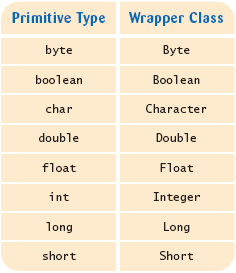 Primitive Type Wrapper Class
byte Byte
boolean Boolean
char Character
double Double
float Float
int Integer
long Long
short Short